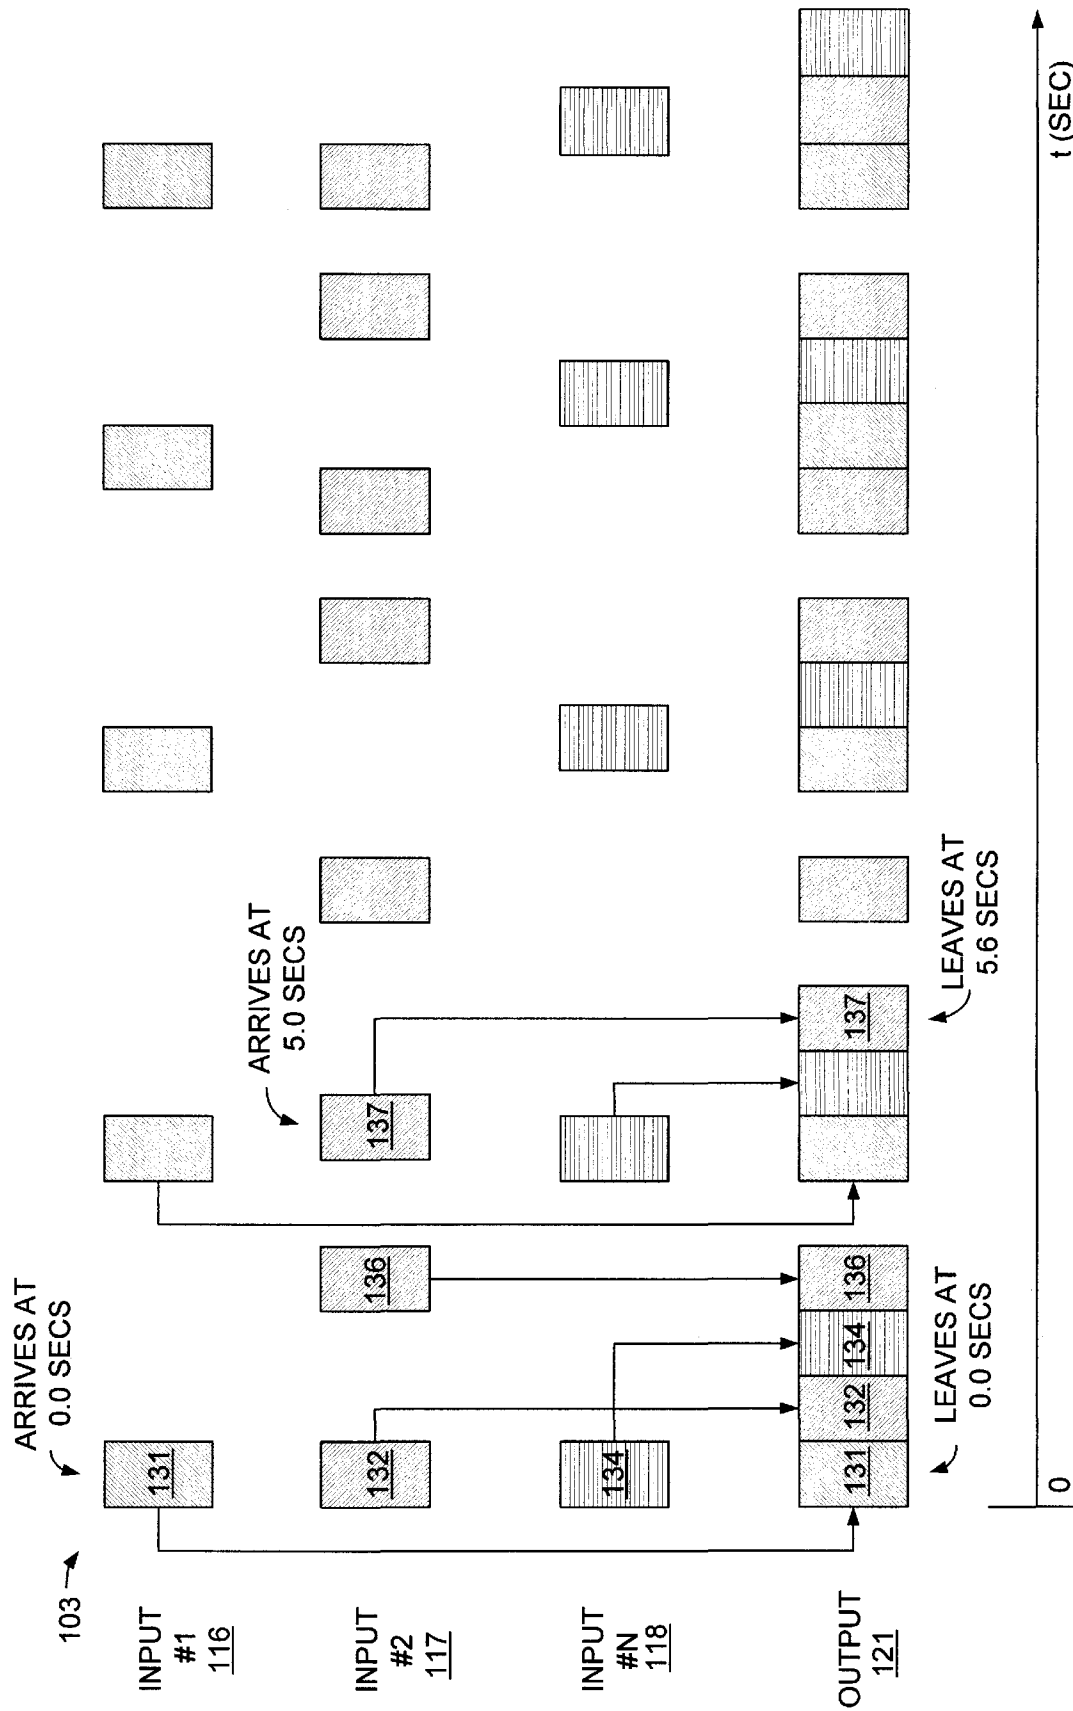 103
ARRIVES AT
0.0 SECS
INPUT
#1
116
131
ARRIVES AT
5.0 SECS
INPUT
#2
117
132
136
137
INPUT
#N
118
134
OUTPUT
121
131
132
134
136
137
LEAVES AT
0.0 SECS
LEAVES AT
5.6 SECS
0
t (SEC)